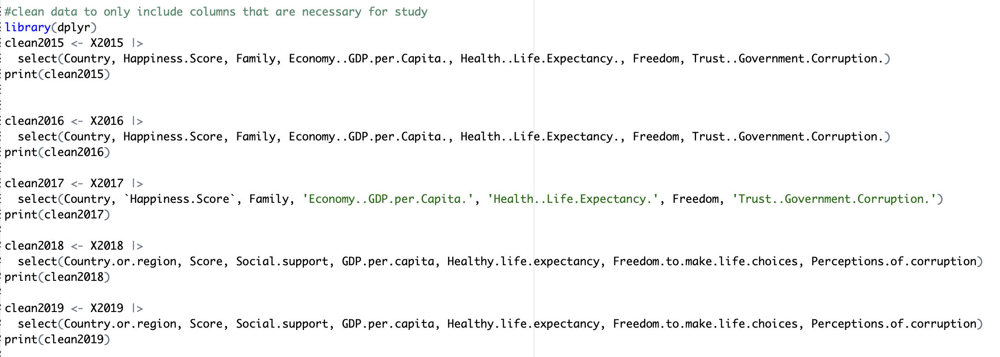 #clean data to only include columns that are necessary for study
library(dplyr)
clean2015 <- X2015 |>
  select(Country, Happiness.Score, Family, Economy..GDP.per.Capita., Health..Life.Expectancy., Freedom, Trust..Government.Corruption.)
print(clean2015)
clean2016 <- X2016 |>
  select(Country, Happiness.Score, Family, Economy..GDP.per.Capita., Health..Life.Expectancy., Freedom, Trust..Government.Corruption.)
print(clean2016)
clean2017 <- X2017 |>
  select(Country, `Happiness.Score`, Family, 'Economy..GDP.per.Capita.', 'Health..Life.Expectancy.', Freedom, 'Trust..Government.Corruption.')
print(clean2017)
clean2018 <- X2018 |>
  select(Country.or.region, Score, Social.support, GDP.per.capita, Healthy.life.expectancy, Freedom.to.make.life.choices, Perceptions.of.corruption)
print(clean2018)
clean2019 <- X2019 |>
  select(Country.or.region, Score, Social.support, GDP.per.capita, Healthy.life.expectancy, Freedom.to.make.life.choices, Perceptions.of.corruption)
print(clean2019)